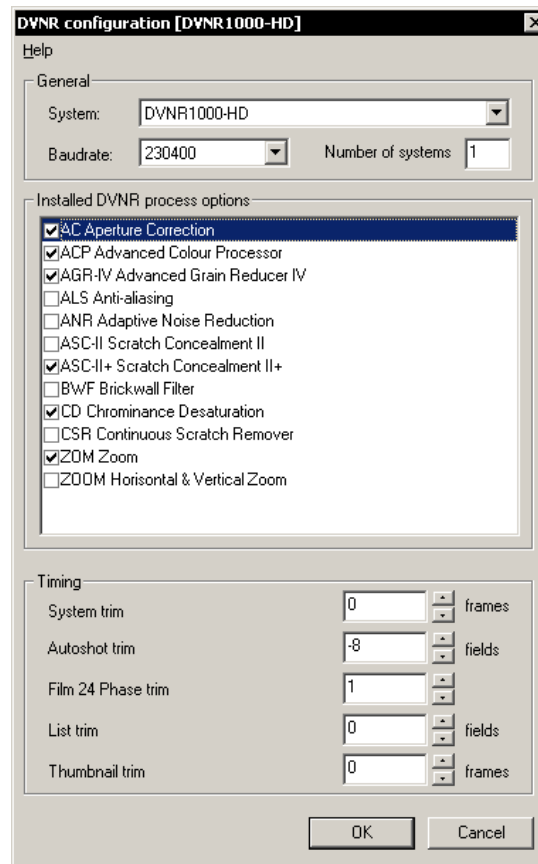 DVNR configuration [DVNR1000-HD]
Help
General
System: DVNR1000-HD
Baudrate: 230400 Number of systems 1
Installed DVNR process options
AC Aperture Correction
ACP Advanced Colour Processor
AGR-IV Advanced Grain Reducer IV
ALS Anti-aliasing
ANR Adaptive Noise Reduction
ASC-II Scratch Concealment II
ASC-II+ Scratch Concealment II+
BWF Brickwall Filter
CD Chrominance Desaturation
CSR Continuous Scratch Remover
ZOM Zoom
ZOOM Horisontal & Vertical Zoom
Timing
System trim 0 frames
Autoshot trim -8 fields
Film 24 Phase trim 1
List trim 0 fields
Thumbnail trim 0 frames
OK Cancel